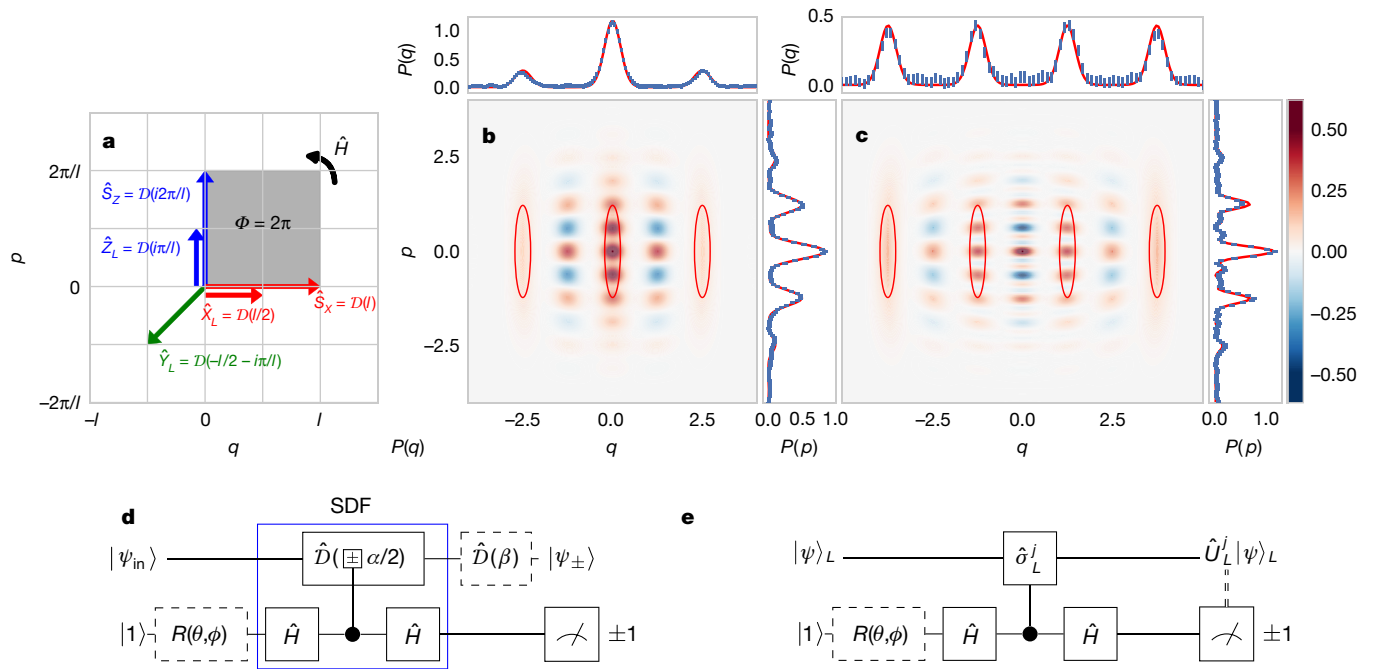 a
2π/l
0
−2π/l
p
−l
0
l
q
Ĥ
Ŝ_Z = 𝒟(i2π/l)
Φ = 2π
Ẑ_L = 𝒟(iπ/l)
X̂_L = 𝒟(l/2)
Ŝ_X = 𝒟(l)
Ŷ_L = 𝒟(−l/2 − iπ/l)
P(q)
1.0
0.5
0.0
P(q)
b
2.5
0.0
−2.5
p
−2.5
0.0
2.5
q
0.0 0.5 1.0
P(p)
0.5
0.0
P(q)
c
−2.5
0.0
2.5
q
0.0
1.0
P(p)
0.50
0.25
0.00
−0.25
−0.50
d
SDF
|ψ_in⟩
𝒟̂(± α/2)
𝒟̂(β)
|ψ_±⟩
|1⟩
R(θ,ϕ)
Ĥ
Ĥ
±1
e
|ψ⟩_L
σ̂_L^j
Û_L^j|ψ⟩_L
|1⟩
R(θ,ϕ)
Ĥ
Ĥ
±1